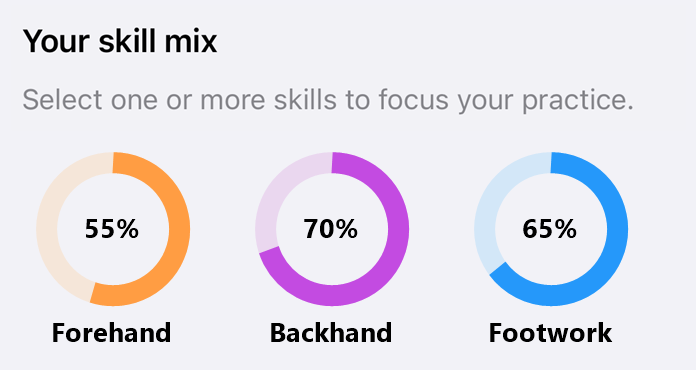 Your skill mix
Select one or more skills to focus your practice.
55% 70% 65%
Forehand Backhand Footwork